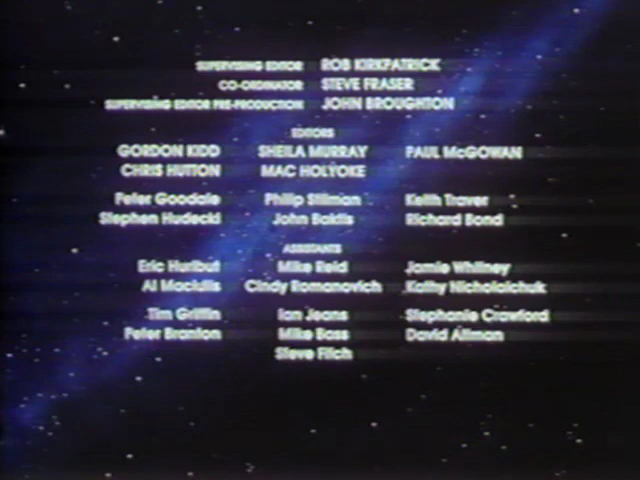 SUPERVISING EDITOR ROB KIRKPATRICK
CO-ORDINATOR STEVE FRASER
SUPERVISING EDITOR PRE-PRODUCTION JOHN BROUGHTON
EDITORS
GORDON KIDD SHEILA MURRAY PAUL McGOWAN
CHRIS HUTTON MAC HOLYOKE
Peter Goodale Philip Stilman Keith Traver
Stephen Hudecki John Baktis Richard Bond
ASSISTANTS
Eric Hurlbut Mike Reid Jamie Whitney
Al Maciulis Cindy Romanovich Kathy Nicholaichuk
Tim Griffin Ian Jeans Stephanie Crawford
Peter Branton Mike Bass David Altman
Steve Fitch